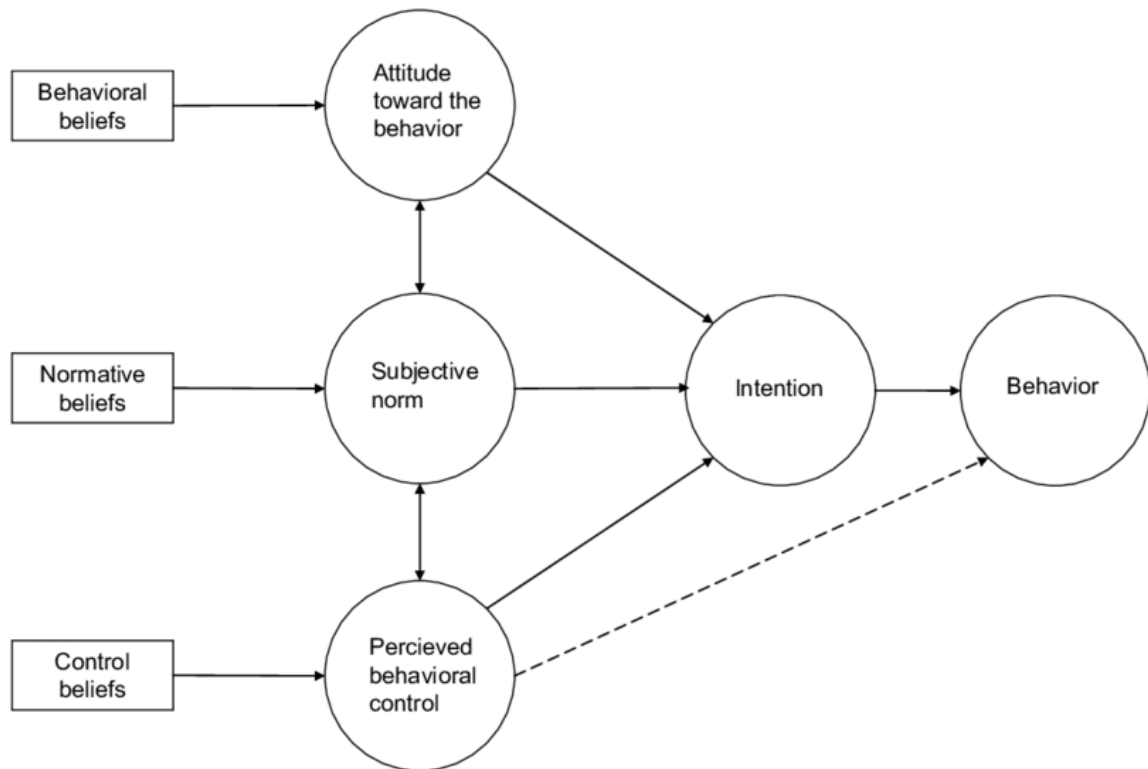 Behavioral
beliefs
Attitude
toward the
behavior
Normative
beliefs
Subjective
norm
Intention
Behavior
Control
beliefs
Percieved
behavioral
control